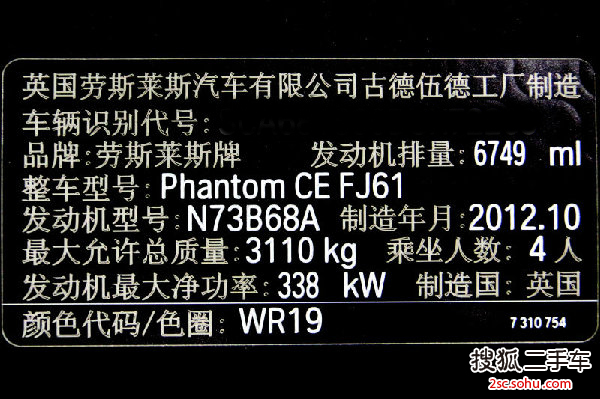 英国劳斯莱斯汽车有限公司古德伍德工厂制造
车辆识别代号:
品牌:劳斯莱斯牌 发动机排量:6749 ml
整车型号:Phantom CE FJ61
发动机型号:N73B68A 制造年月:2012.10
最大允许总质量:3110 kg 乘坐人数:4人
发动机最大净功率:338 kW 制造国:英国
颜色代码/色圈:WR19 7 310 754
搜狐二手车
2sc.sohu.com